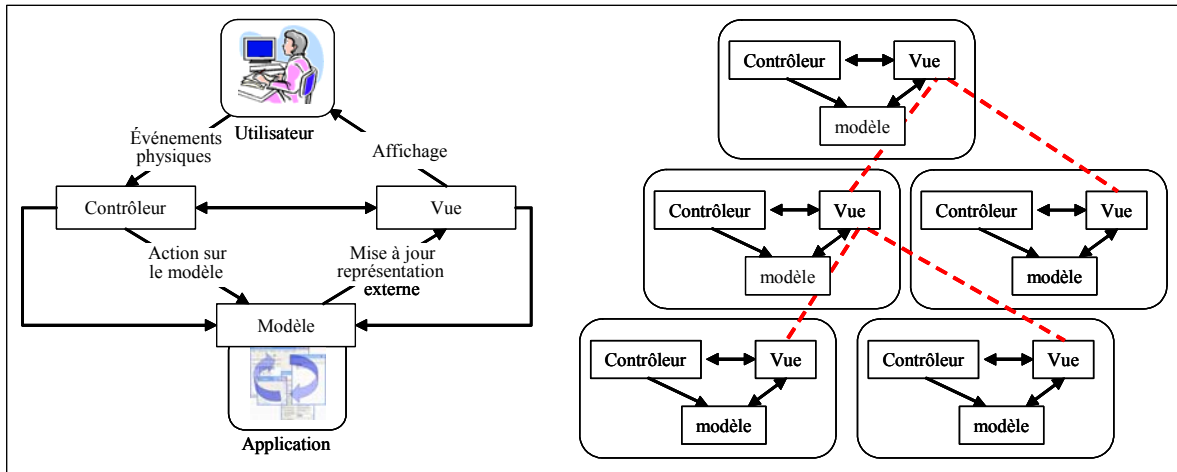 Utilisateur
Événements
physiques
Affichage
Contrôleur
Vue
Action sur
le modèle
Mise à jour
représentation
externe
Modèle
Application
Contrôleur
Vue
modèle
Contrôleur
Vue
modèle
Contrôleur
Vue
modèle
Contrôleur
Vue
modèle
Contrôleur
Vue
modèle